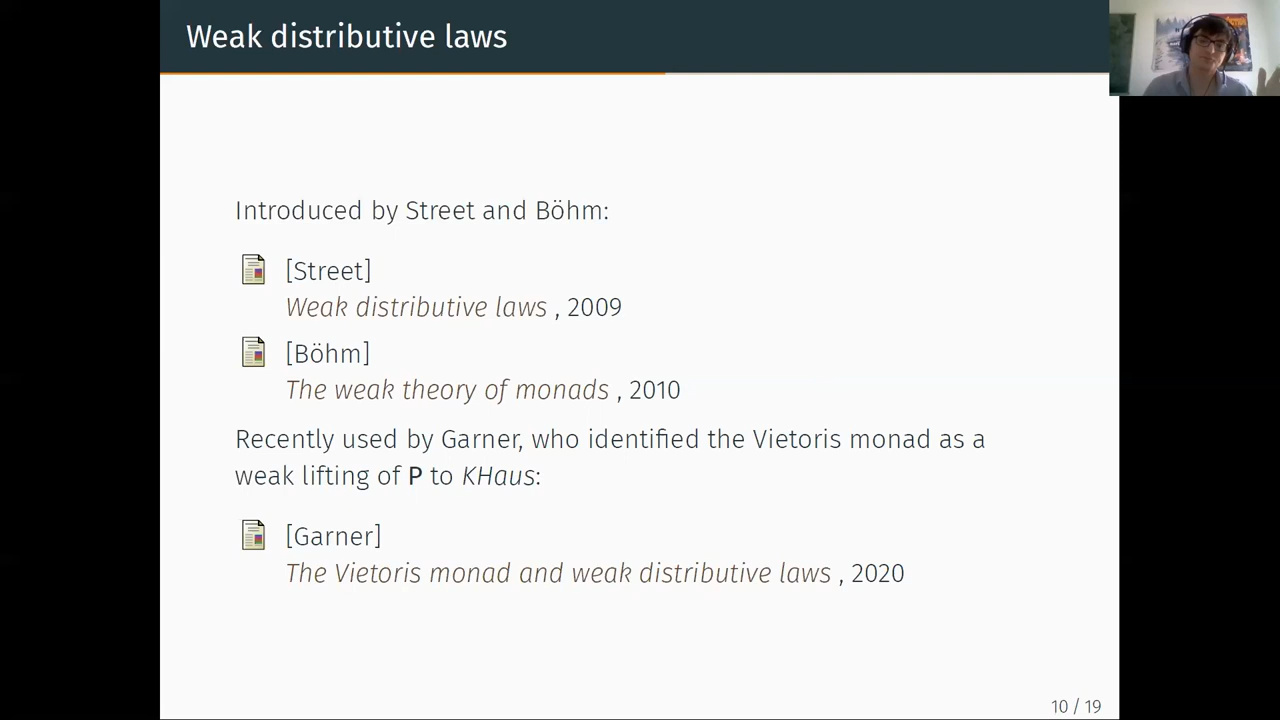 Weak distributive laws
Introduced by Street and Böhm:
[Street]
Weak distributive laws , 2009
[Böhm]
The weak theory of monads , 2010
Recently used by Garner, who identified the Vietoris monad as a
weak lifting of P to KHaus:
[Garner]
The Vietoris monad and weak distributive laws , 2020
10 / 19